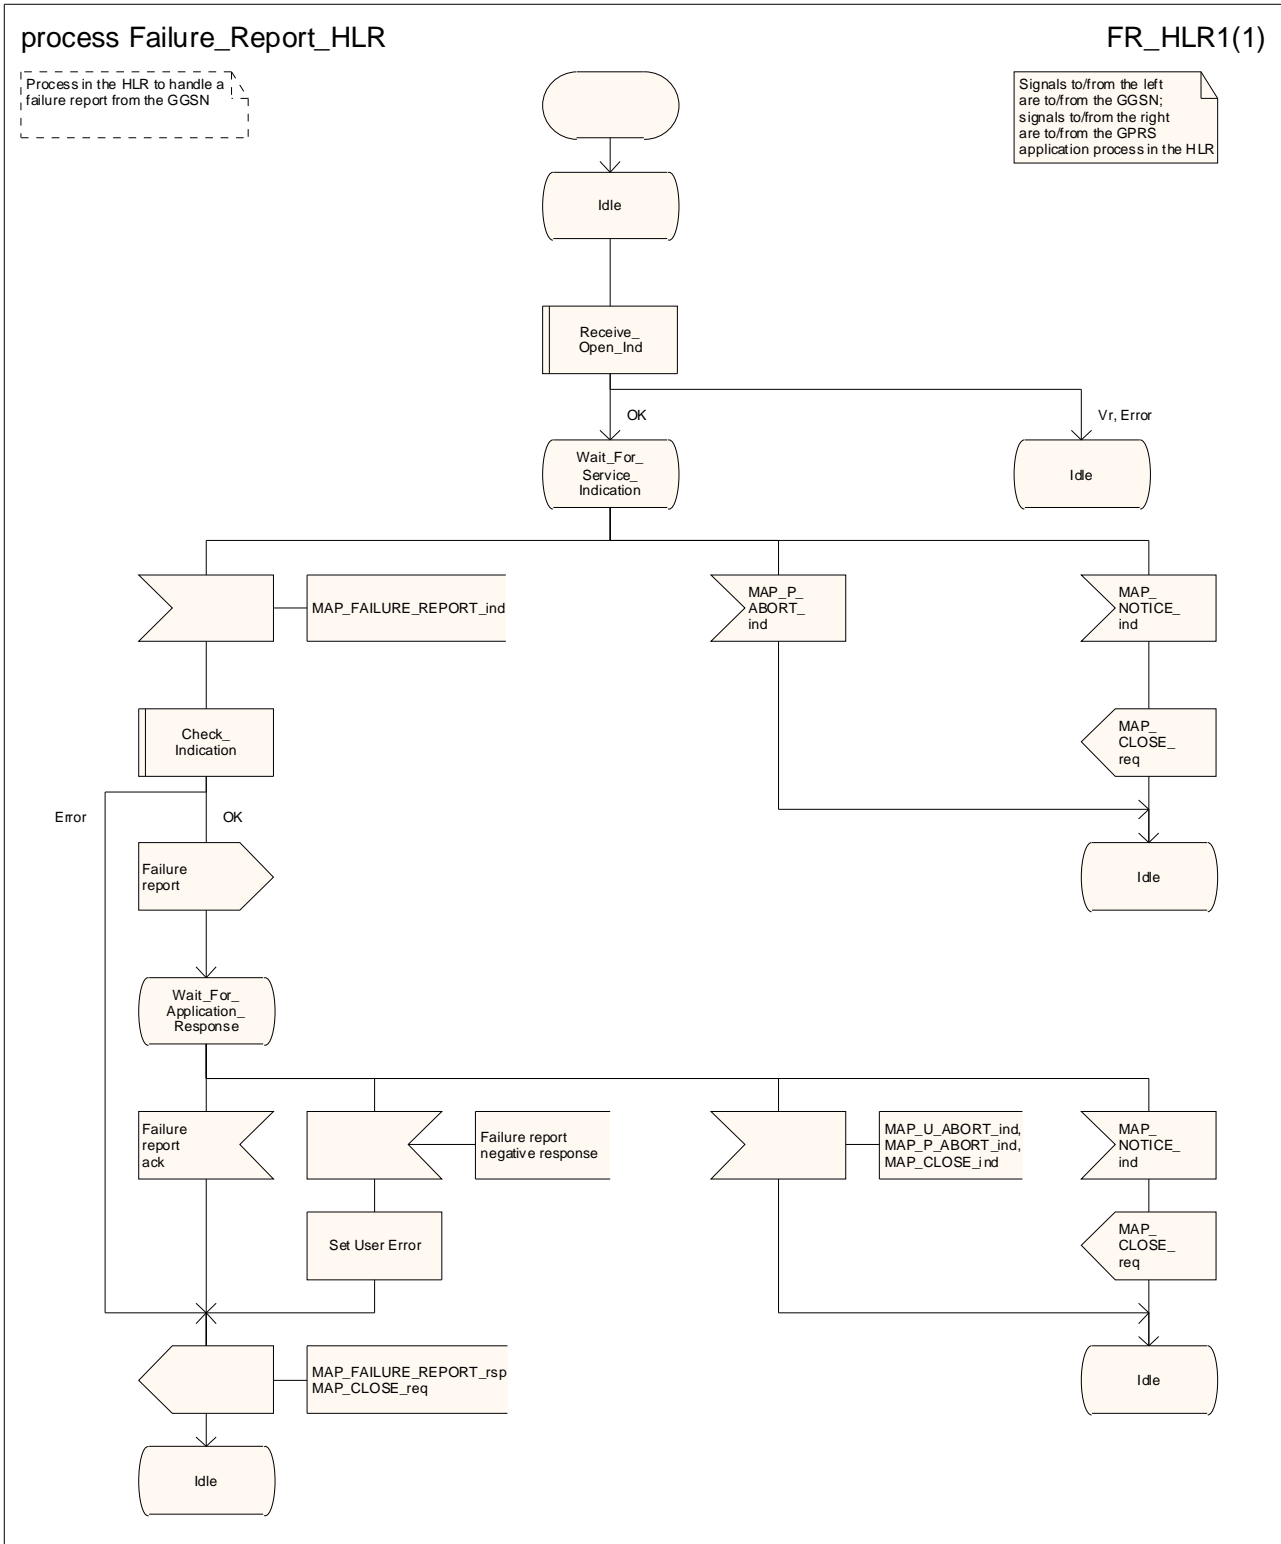 process Failure_Report_HLR
FR_HLR1(1)
Process in the HLR to handle a
failure report from the GGSN
Signals to/from the left
are to/from the GGSN;
signals to/from the right
are to/from the GPRS
application process in the HLR
Idle
Receive_
Open_Ind
OK
Vr, Error
Wait_For_
Service_
Indication
Idle
MAP_FAILURE_REPORT_ind
MAP_P_
ABORT_
ind
MAP_
NOTICE_
ind
Check_
Indication
MAP_
CLOSE_
req
Error
OK
Failure
report
Idle
Wait_For_
Application_
Response
Failure
report
ack
Failure report
negative response
MAP_U_ABORT_ind,
MAP_P_ABORT_ind,
MAP_CLOSE_ind
MAP_
NOTICE_
ind
Set User Error
MAP_
CLOSE_
req
MAP_FAILURE_REPORT_rsp
MAP_CLOSE_req
Idle
Idle